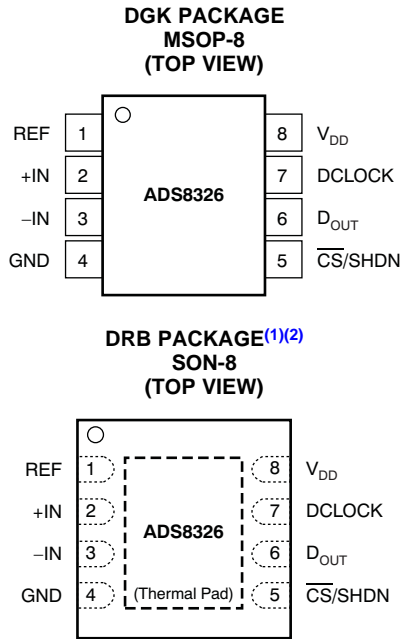 DGK PACKAGE
MSOP-8
(TOP VIEW)
REF 1 8 VDD
+IN 2 7 DCLOCK
ADS8326
−IN 3 6 DOUT
GND 4 5 CS/SHDN
DRB PACKAGE(1)(2)
SON-8
(TOP VIEW)
REF 1 8 VDD
+IN 2 7 DCLOCK
ADS8326
−IN 3 6 DOUT
GND 4 (Thermal Pad) 5 CS/SHDN